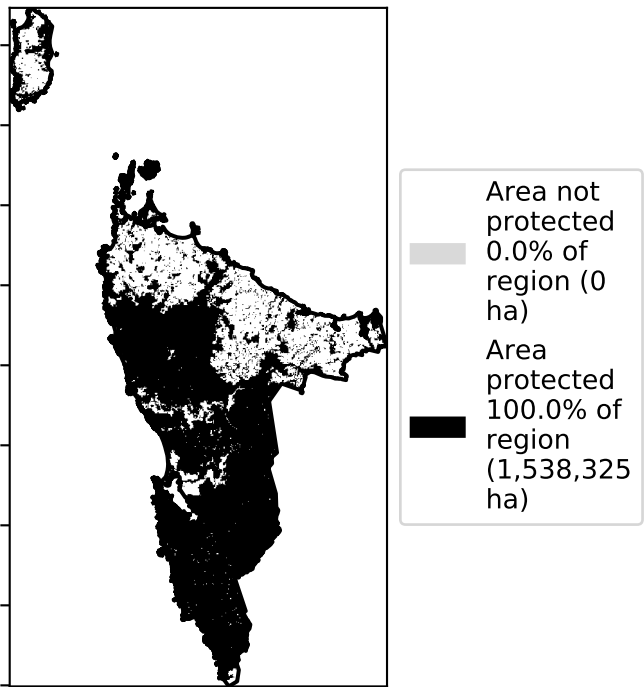 Area not
protected
0.0% of
region (0
ha)
Area
protected
100.0% of
region
(1,538,325
ha)